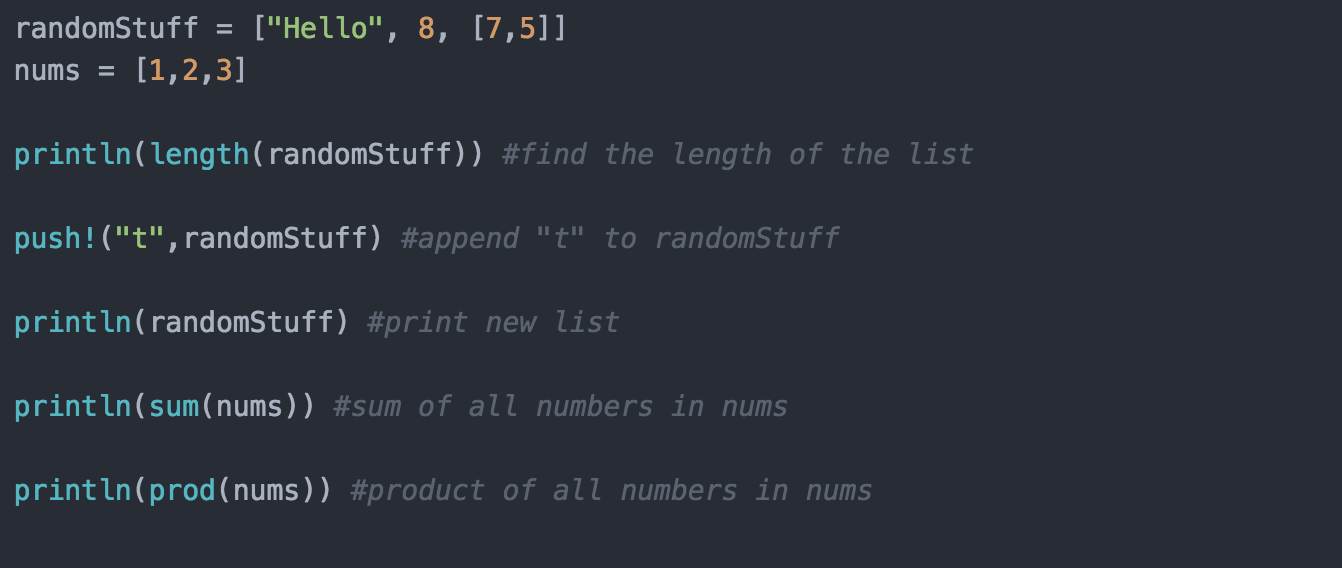 randomStuff = ["Hello", 8, [7,5]]
nums = [1,2,3]
println(length(randomStuff)) #find the length of the list
push!("t",randomStuff) #append "t" to randomStuff
println(randomStuff) #print new list
println(sum(nums)) #sum of all numbers in nums
println(prod(nums)) #product of all numbers in nums